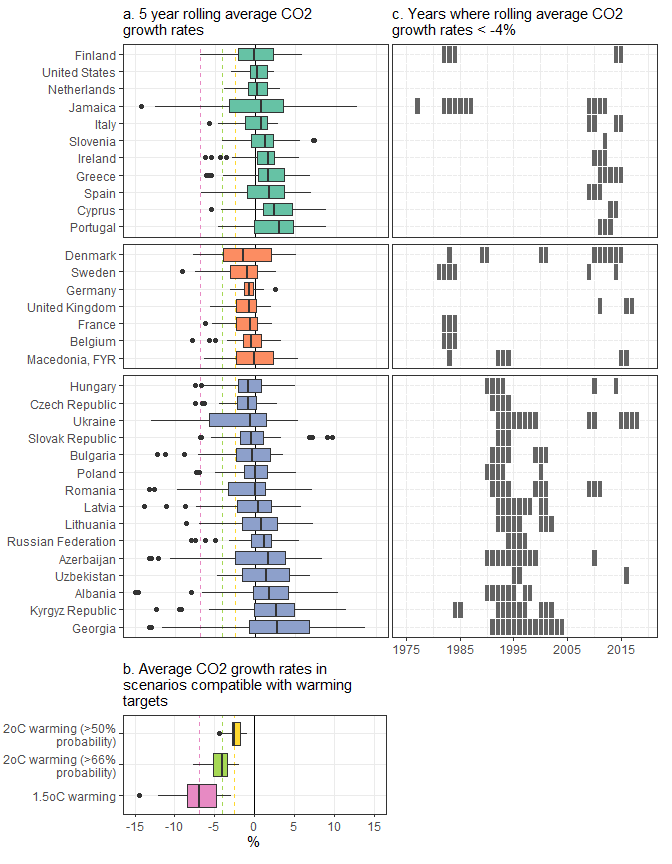 a. 5 year rolling average CO2
growth rates
c. Years where rolling average CO2
growth rates < -4%
Finland
United States
Netherlands
Jamaica
Italy
Slovenia
Ireland
Greece
Spain
Cyprus
Portugal
Denmark
Sweden
Germany
United Kingdom
France
Belgium
Macedonia, FYR
Hungary
Czech Republic
Ukraine
Slovak Republic
Bulgaria
Poland
Romania
Latvia
Lithuania
Russian Federation
Azerbaijan
Uzbekistan
Albania
Kyrgyz Republic
Georgia
1975 1985 1995 2005 2015
b. Average CO2 growth rates in
scenarios compatible with warming
targets
2oC warming (>50%
probability)
2oC warming (>66%
probability)
1.5oC warming
-15 -10 -5 0 5 10 15
%